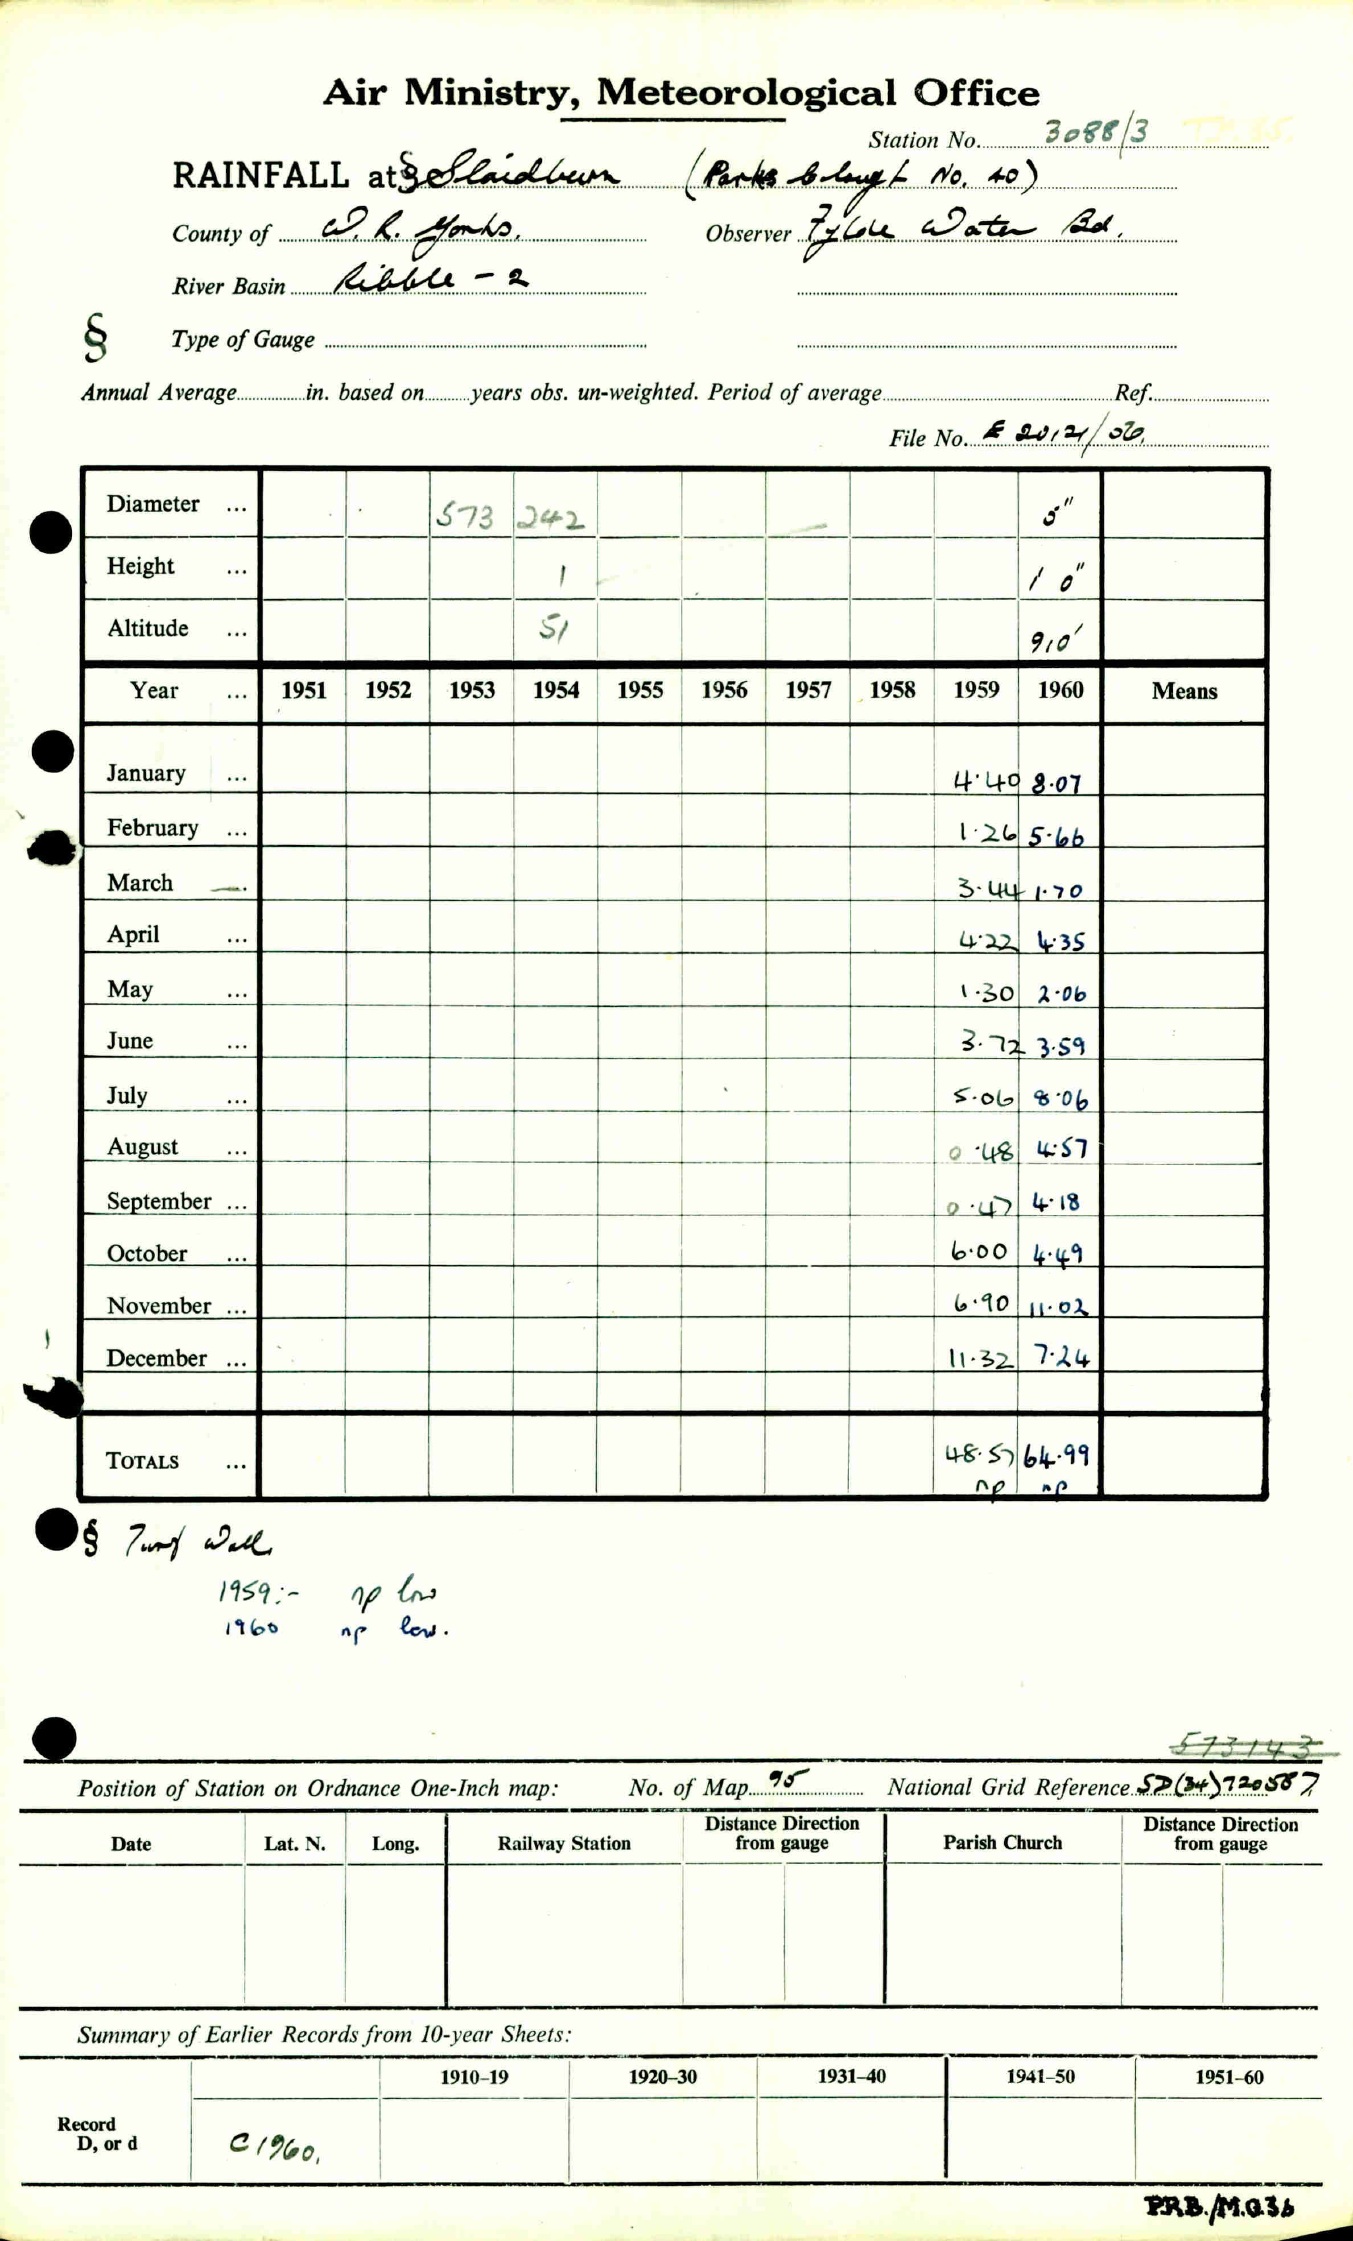 Air Ministry, Meteorological Office
Station No. 3088/3
RAINFALL at § Slaidburn (Parks Clough No. 40)
County of W. R. Yorks. Observer Fylde Water Bd.
River Basin Ribble - 2
§ Type of Gauge
Annual Average in. based on years obs. un-weighted. Period of average Ref.
File No.
Diameter ... 573 242 5"
Height ... 1 1' 0"
Altitude ... 51 910'
Year ... 1951 1952 1953 1954 1955 1956 1957 1958 1959 1960 Means
January ... 4.40 8.07
February ... 1.26 5.66
March ... 3.44 1.70
April ... 4.22 4.35
May ... 1.30 2.06
June ... 3.72 3.59
July ... 5.06 8.06
August ... 0.48 4.57
September ... 0.47 4.18
October ... 6.00 4.49
November ... 6.90 11.02
December ... 11.32 7.24
TOTALS ... 48.57 64.99
np np
§ Turf Wall
1959:- np low
1960 np low.
573143
Position of Station on Ordnance One-Inch map: No. of Map 95 National Grid Reference SD(34)720587
Date Lat. N. Long. Railway Station Distance Direction from gauge Parish Church Distance Direction from gauge
Summary of Earlier Records from 10-year Sheets:
1910–19 1920–30 1931–40 1941–50 1951–60
Record
D, or d C1960.
P.R.B./M.O.36